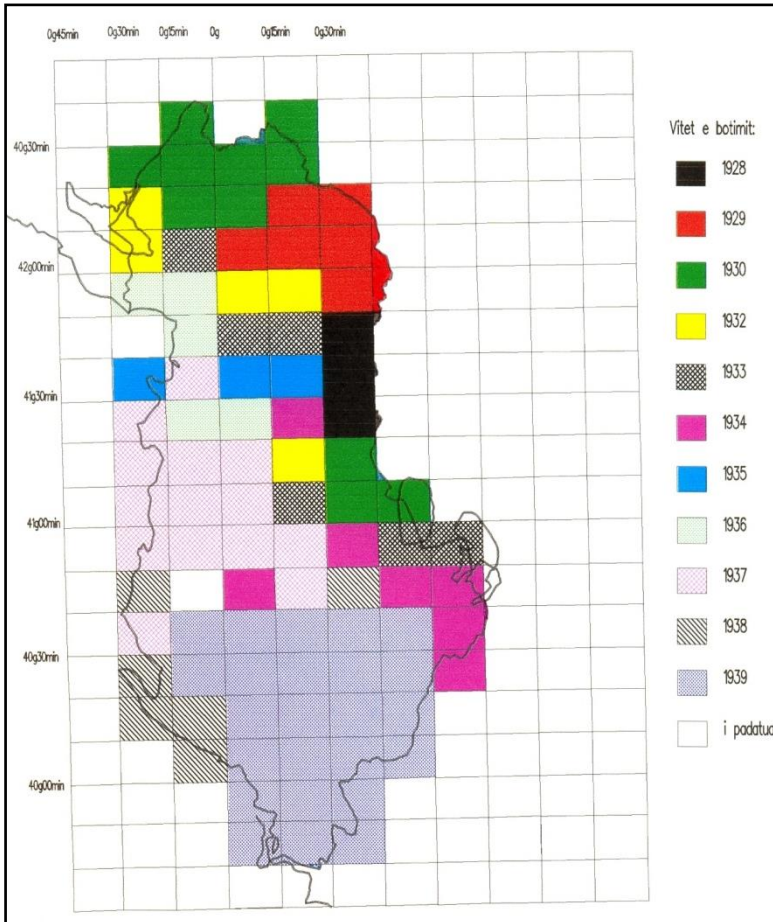 0g45min 0g30min 0g15min 0g 0g15min 0g30min
40g30min
42g00min
41g30min
41g00min
40g30min
40g00min
Vitet e botimit:
1928
1929
1930
1932
1933
1934
1935
1936
1937
1938
1939
i padatuar